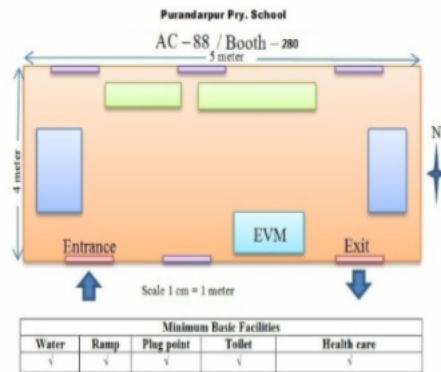 Purandarpur Pry. School
AC – 88 / Booth – 280
5 meter
4 meter
N
EVM
Entrance
Exit
Scale 1 cm = 1 meter
Minimum Basic Facilities
Water Ramp Plug point Toilet Health care
√ √ √ √ √